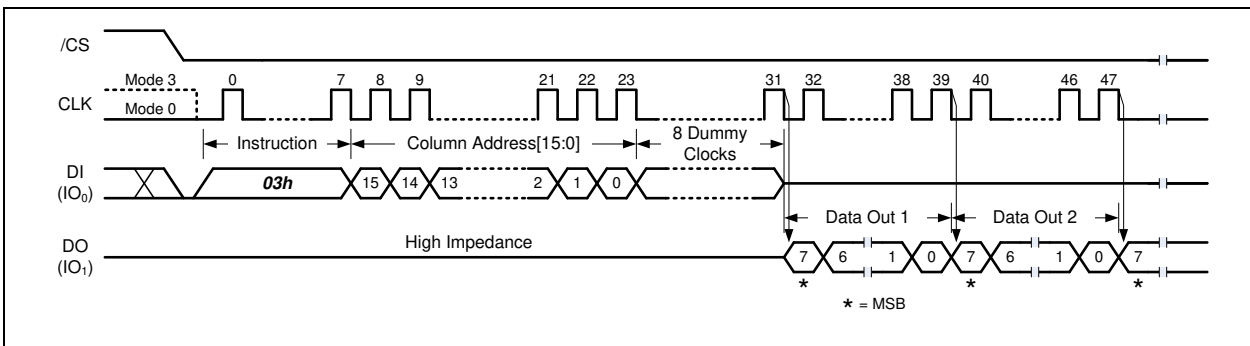 /CS
Mode 3 0 7 8 9 21 22 23 31 32 38 39 40 46 47
CLK Mode 0
Instruction Column Address[15:0] 8 Dummy
Clocks
DI
(IO0) 03h 15 14 13 2 1 0
Data Out 1 Data Out 2
DO
(IO1) High Impedance 7 6 1 0 7 6 1 0 7
* * *
* = MSB